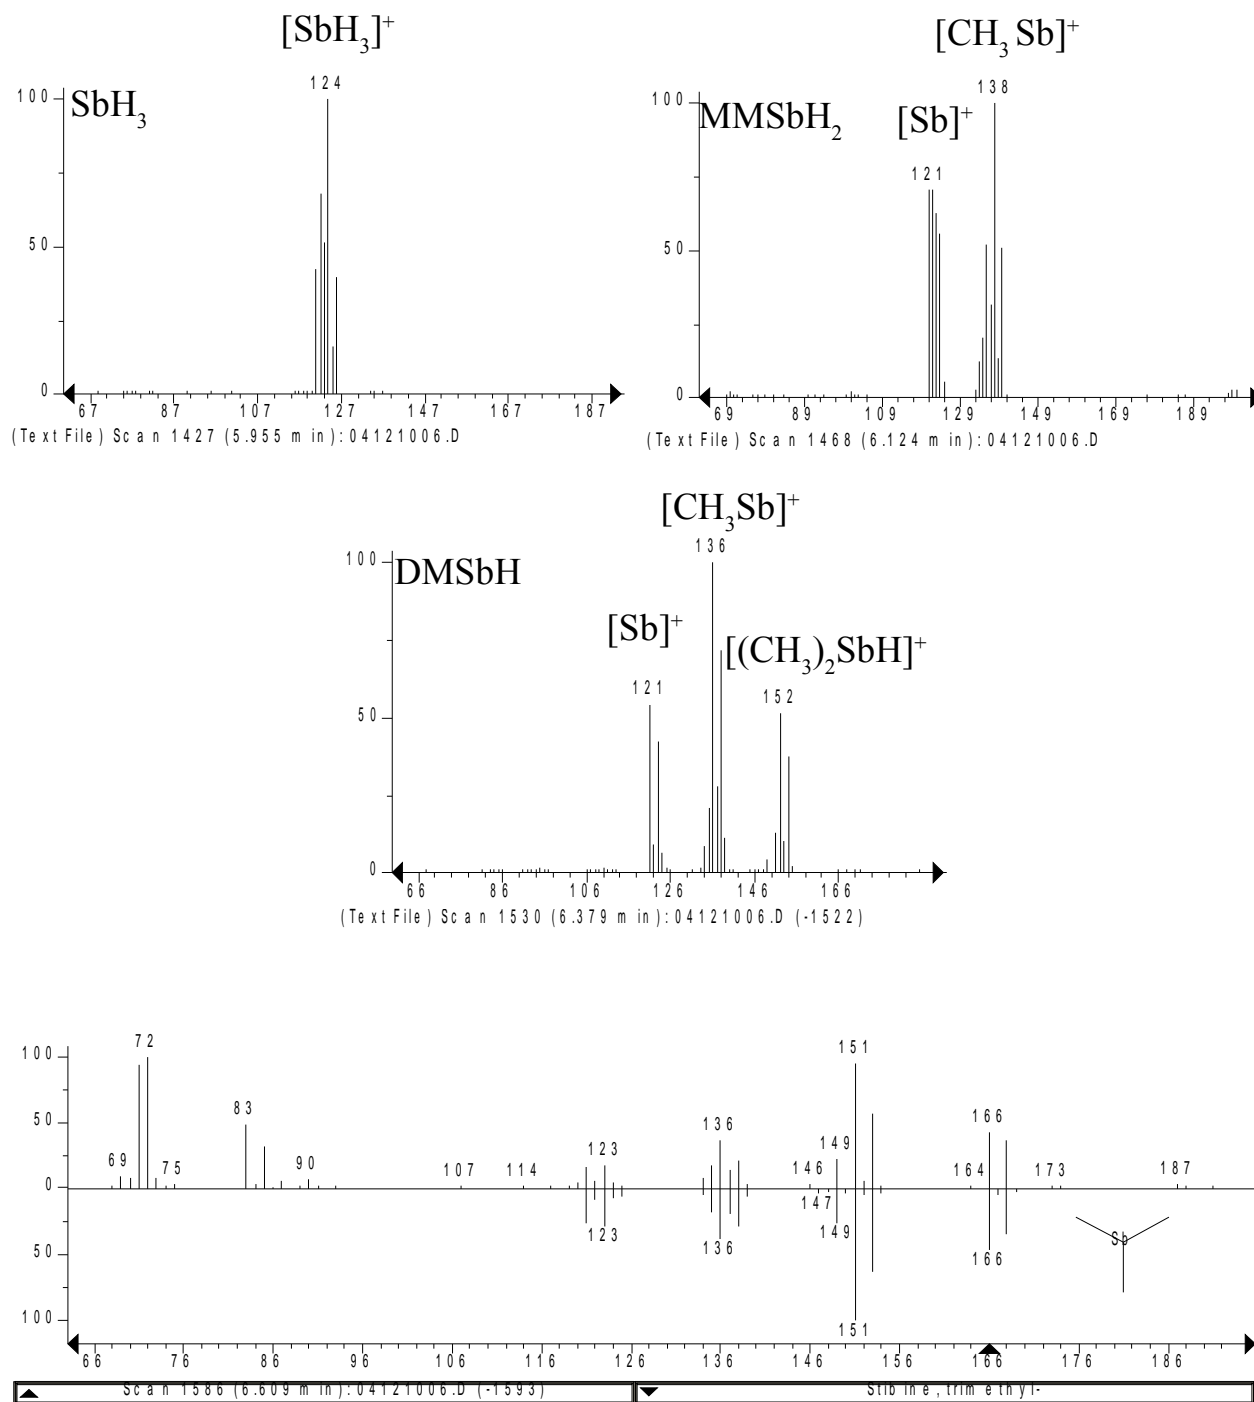 [SbH3]+
124
SbH3
100
50
0
67 87 107 127 147 167 187
(Text File) Scan 1427 (5.955 min):04121006.D
[CH3 Sb]+
138
MMSbH2
[Sb]+
121
100
50
0
69 89 109 129 149 169 189
(Text File) Scan 1468 (6.124 min):04121006.D
[CH3Sb]+
136
DMSbH
[Sb]+
[(CH3)2SbH]+
121
152
100
50
0
66 86 106 126 146 166
(Text File) Scan 1530 (6.379 min):04121006.D (-1522)
100
50
0
50
100
72
151
83
136
166
69
75
90
107
114
123
146
149
164
173
187
123
136
147
149
166
151
Sb
66 76 86 96 106 116 126 136 146 156 166 176 186
Scan 1586 (6.609 min):04121006.D (-1593)
Stibine, trimethyl-